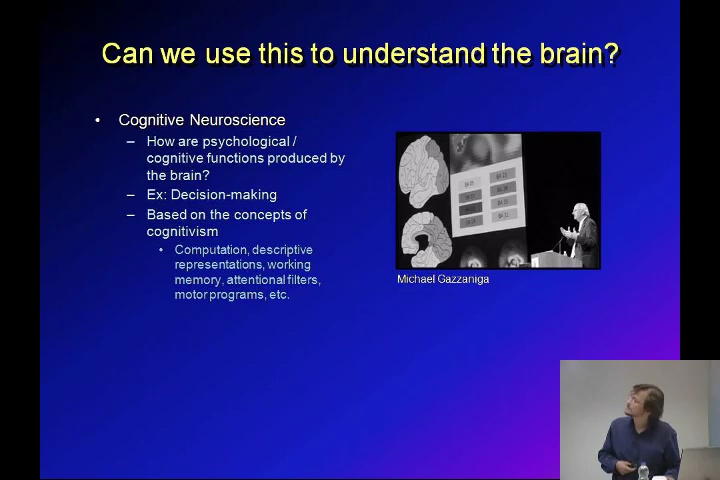 Can we use this to understand the brain?
• Cognitive Neuroscience
– How are psychological /
cognitive functions produced by
the brain?
– Ex: Decision-making
– Based on the concepts of
cognitivism
• Computation, descriptive
representations, working
memory, attentional filters,
motor programs, etc.
Michael Gazzaniga